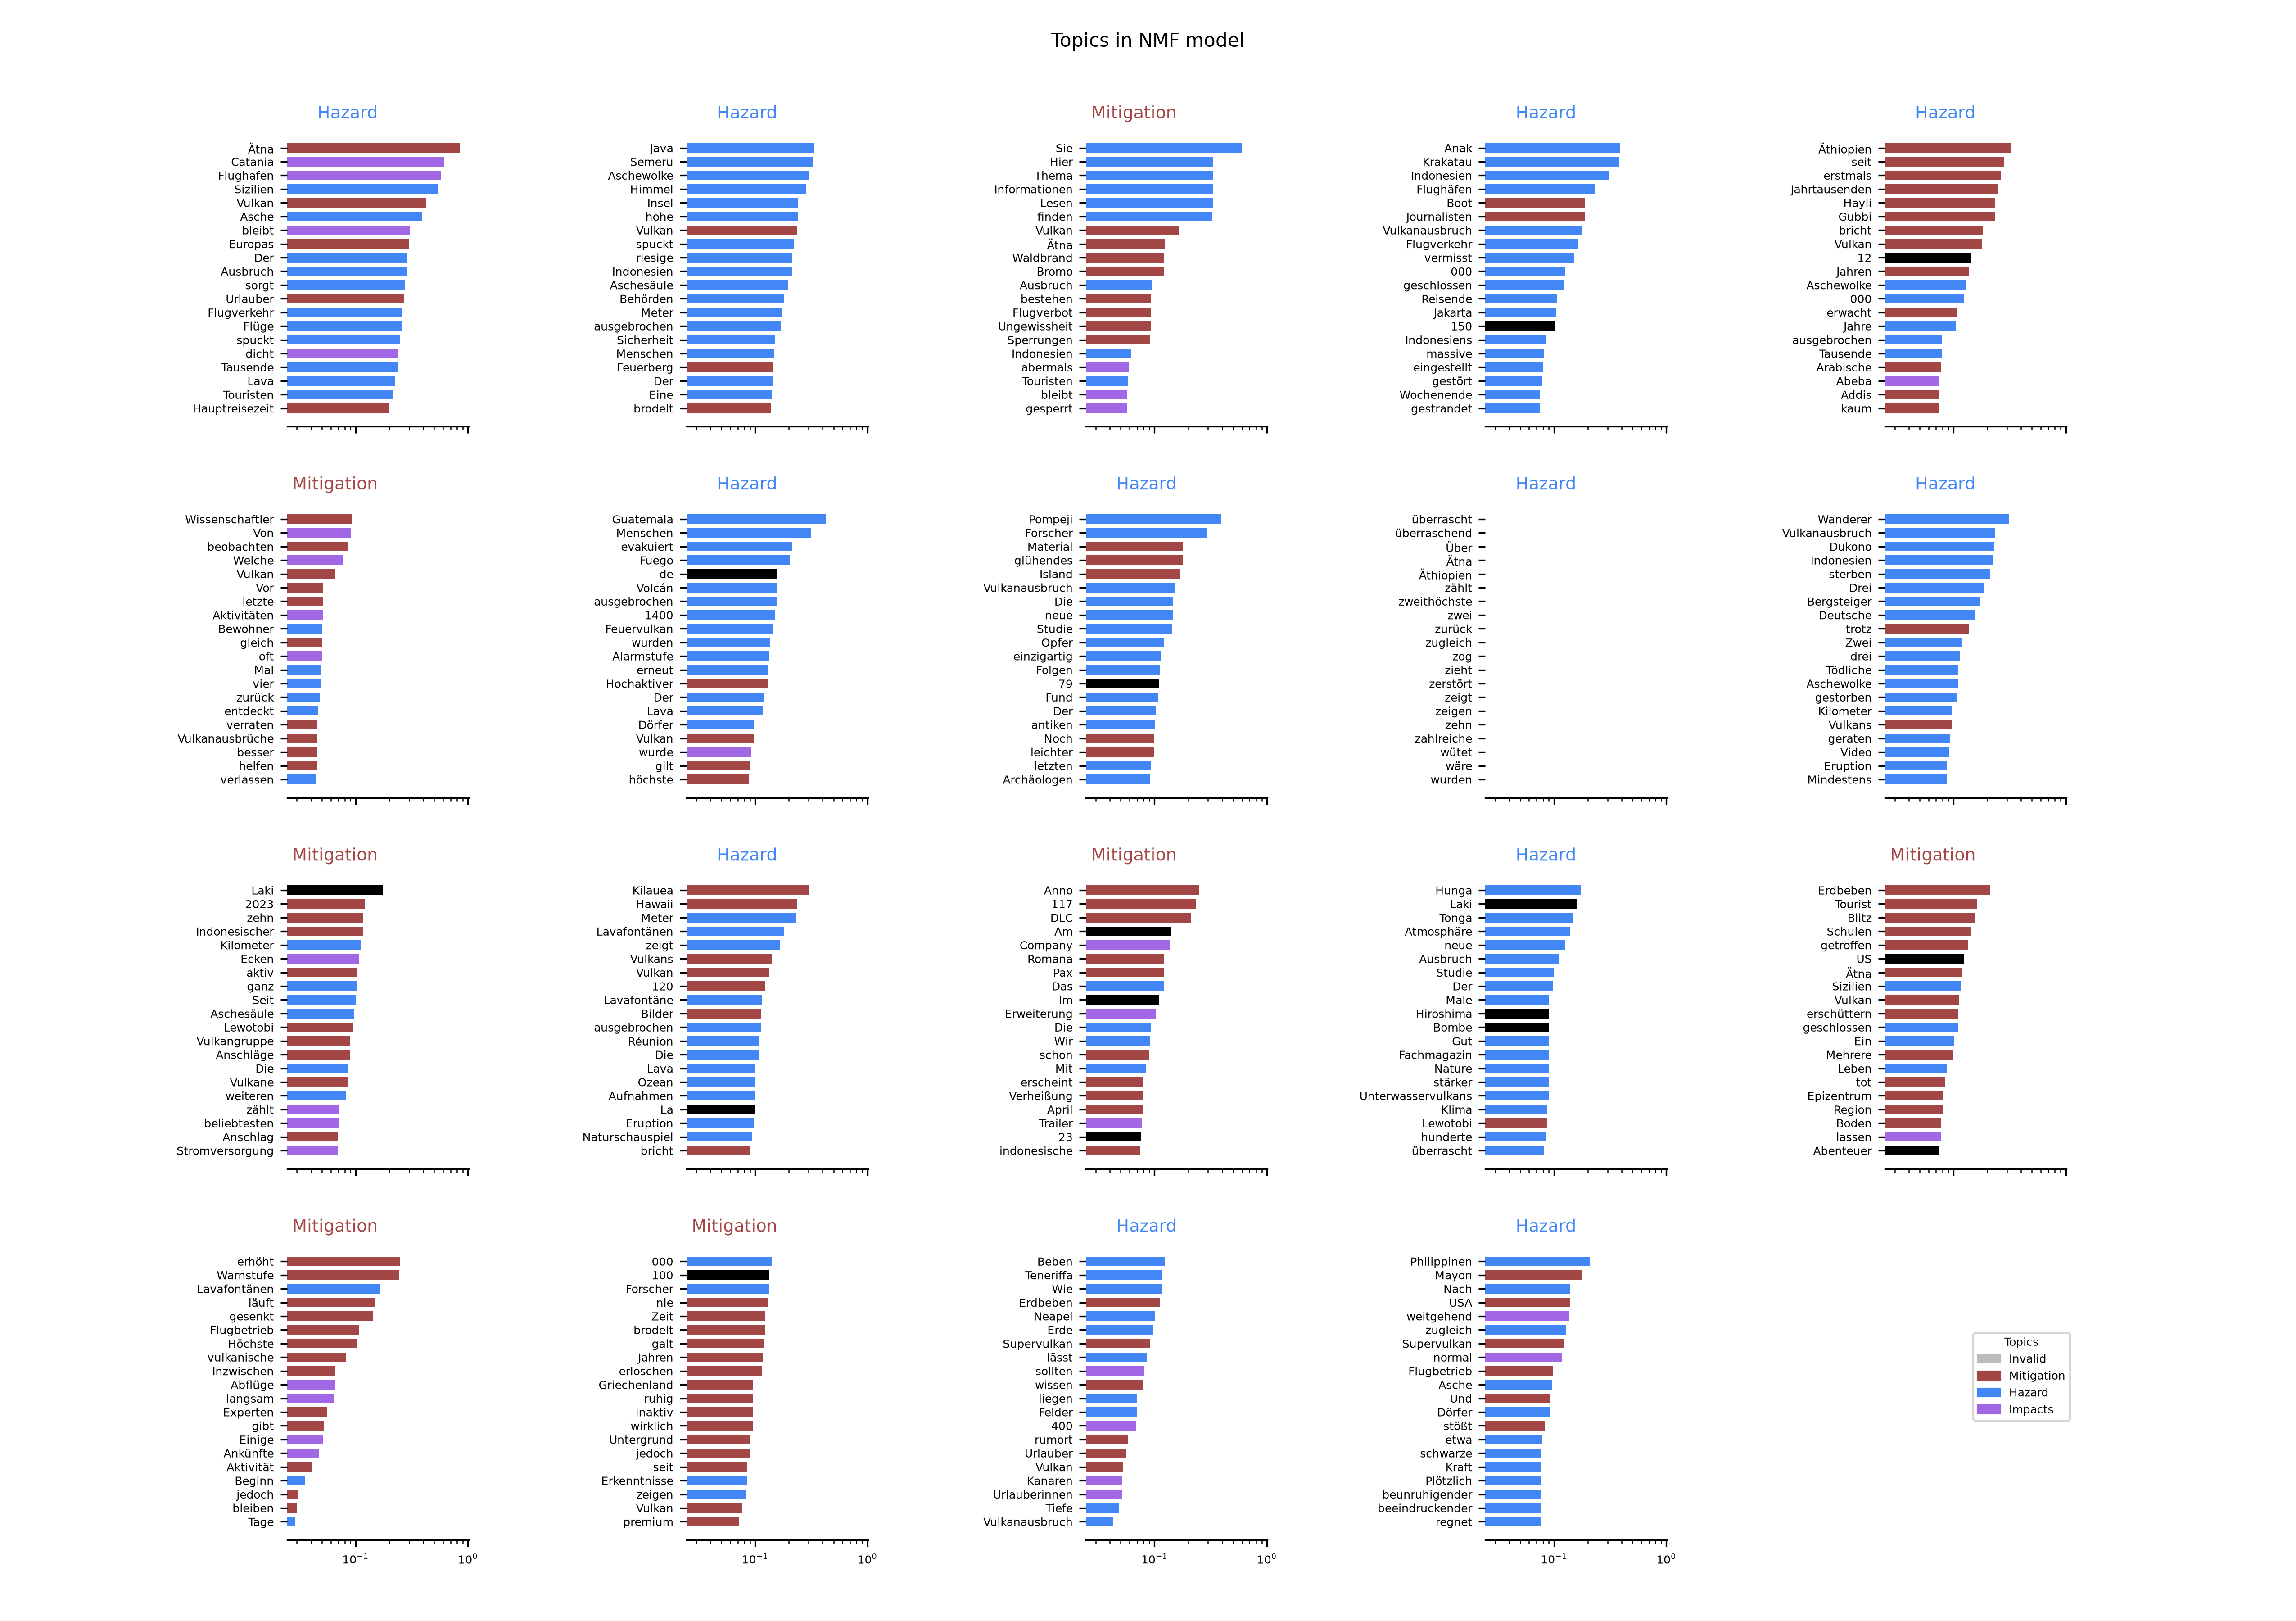 Topics in NMF model
Hazard
Ätna
Catania
Flughafen
Sizilien
Vulkan
Asche
bleibt
Europas
Der
Ausbruch
sorgt
Urlauber
Flugverkehr
Flüge
spuckt
dicht
Tausende
Lava
Touristen
Hauptreisezeit
Hazard
Java
Semeru
Aschewolke
Himmel
Insel
hohe
Vulkan
spuckt
riesige
Indonesien
Aschesäule
Behörden
Meter
ausgebrochen
Sicherheit
Menschen
Feuerberg
Der
Eine
brodelt
Mitigation
Sie
Hier
Thema
Informationen
Lesen
finden
Vulkan
Ätna
Waldbrand
Bromo
Ausbruch
bestehen
Flugverbot
Ungewissheit
Sperrungen
Indonesien
abermals
Touristen
bleibt
gesperrt
Hazard
Anak
Krakatau
Indonesien
Flughäfen
Boot
Journalisten
Vulkanausbruch
Flugverkehr
vermisst
000
geschlossen
Reisende
Jakarta
150
Indonesiens
massive
eingestellt
gestört
Wochenende
gestrandet
Hazard
Äthiopien
seit
erstmals
Jahrtausenden
Hayli
Gubbi
bricht
Vulkan
12
Jahren
Aschewolke
000
erwacht
Jahre
ausgebrochen
Tausende
Arabische
Abeba
Addis
kaum
Mitigation
Wissenschaftler
Von
beobachten
Welche
Vulkan
Vor
letzte
Aktivitäten
Bewohner
gleich
oft
Mal
vier
zurück
entdeckt
verraten
Vulkanausbrüche
besser
helfen
verlassen
Hazard
Guatemala
Menschen
evakuiert
Fuego
de
Volcán
ausgebrochen
1400
Feuervulkan
wurden
Alarmstufe
erneut
Hochaktiver
Der
Lava
Dörfer
Vulkan
wurde
gilt
höchste
Hazard
Pompeji
Forscher
Material
glühendes
Island
Vulkanausbruch
Die
neue
Studie
Opfer
einzigartig
Folgen
79
Fund
Der
antiken
Noch
leichter
letzten
Archäologen
Hazard
überrascht
überraschend
Über
Ätna
Äthiopien
zählt
zweithöchste
zwei
zurück
zugleich
zog
zieht
zerstört
zeigt
zeigen
zehn
zahlreiche
wütet
wäre
wurden
Hazard
Wanderer
Vulkanausbruch
Dukono
Indonesien
sterben
Drei
Bergsteiger
Deutsche
trotz
Zwei
drei
Tödliche
Aschewolke
gestorben
Kilometer
Vulkans
geraten
Video
Eruption
Mindestens
Mitigation
Laki
2023
zehn
Indonesischer
Kilometer
Ecken
aktiv
ganz
Seit
Aschesäule
Lewotobi
Vulkangruppe
Anschläge
Die
Vulkane
weiteren
zählt
beliebtesten
Anschlag
Stromversorgung
Hazard
Kilauea
Hawaii
Meter
Lavafontänen
zeigt
Vulkans
Vulkan
120
Lavafontäne
Bilder
ausgebrochen
Réunion
Die
Lava
Ozean
Aufnahmen
La
Eruption
Naturschauspiel
bricht
Mitigation
Anno
117
DLC
Am
Company
Romana
Pax
Das
Im
Erweiterung
Die
Wir
schon
Mit
erscheint
Verheißung
April
Trailer
23
indonesische
Hazard
Hunga
Laki
Tonga
Atmosphäre
neue
Ausbruch
Studie
Der
Male
Hiroshima
Bombe
Gut
Fachmagazin
Nature
stärker
Unterwasservulkans
Klima
Lewotobi
hunderte
überrascht
Mitigation
Erdbeben
Tourist
Blitz
Schulen
getroffen
US
Ätna
Sizilien
Vulkan
erschüttern
geschlossen
Ein
Mehrere
Leben
tot
Epizentrum
Region
Boden
lassen
Abenteuer
Mitigation
erhöht
Warnstufe
Lavafontänen
läuft
gesenkt
Flugbetrieb
Höchste
vulkanische
Inzwischen
Abflüge
langsam
Experten
gibt
Einige
Ankünfte
Aktivität
Beginn
jedoch
bleiben
Tage
10⁻¹ 10⁰
Mitigation
000
100
Forscher
nie
Zeit
brodelt
galt
Jahren
erloschen
Griechenland
ruhig
inaktiv
wirklich
Untergrund
jedoch
seit
Erkenntnisse
zeigen
Vulkan
premium
10⁻¹ 10⁰
Hazard
Beben
Teneriffa
Wie
Erdbeben
Neapel
Erde
Supervulkan
lässt
sollten
wissen
liegen
Felder
400
rumort
Urlauber
Vulkan
Kanaren
Urlauberinnen
Tiefe
Vulkanausbruch
10⁻¹ 10⁰
Hazard
Philippinen
Mayon
Nach
USA
weitgehend
zugleich
Supervulkan
normal
Flugbetrieb
Asche
Und
Dörfer
stößt
etwa
schwarze
Kraft
Plötzlich
beunruhigender
beeindruckender
regnet
10⁻¹ 10⁰
Topics
Invalid
Mitigation
Hazard
Impacts